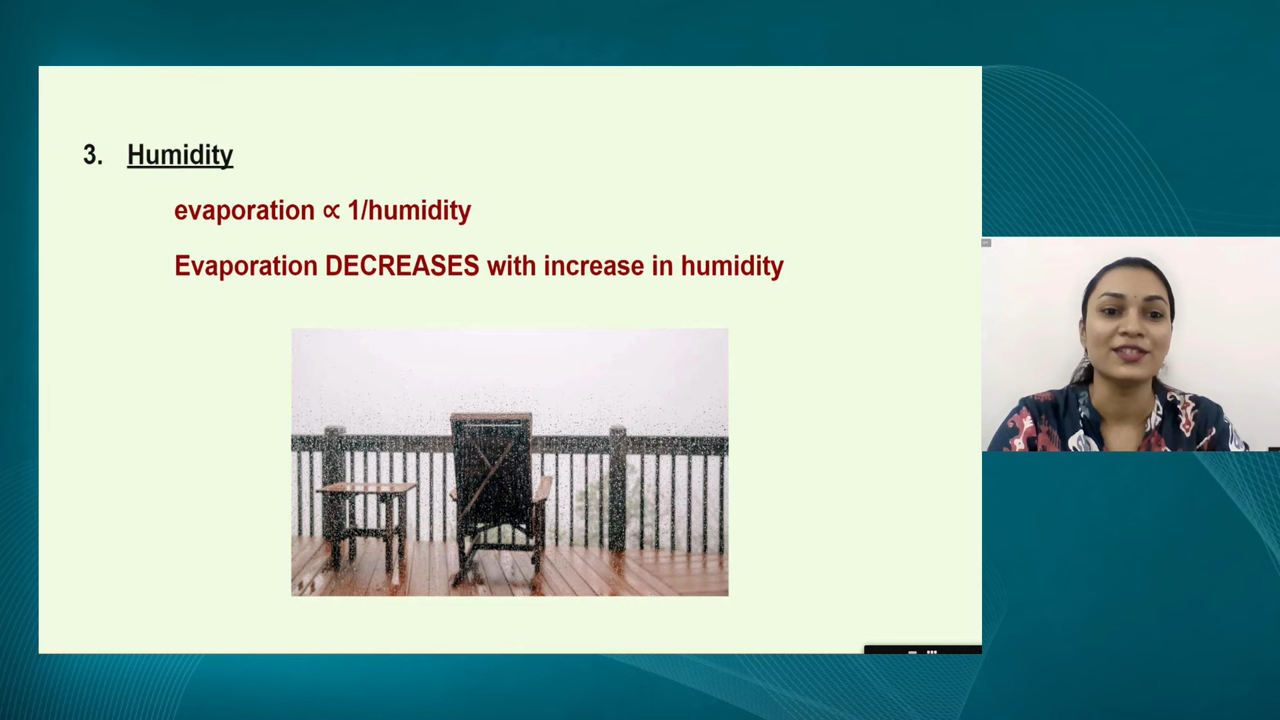 3. Humidity
evaporation ∝ 1/humidity
Evaporation DECREASES with increase in humidity